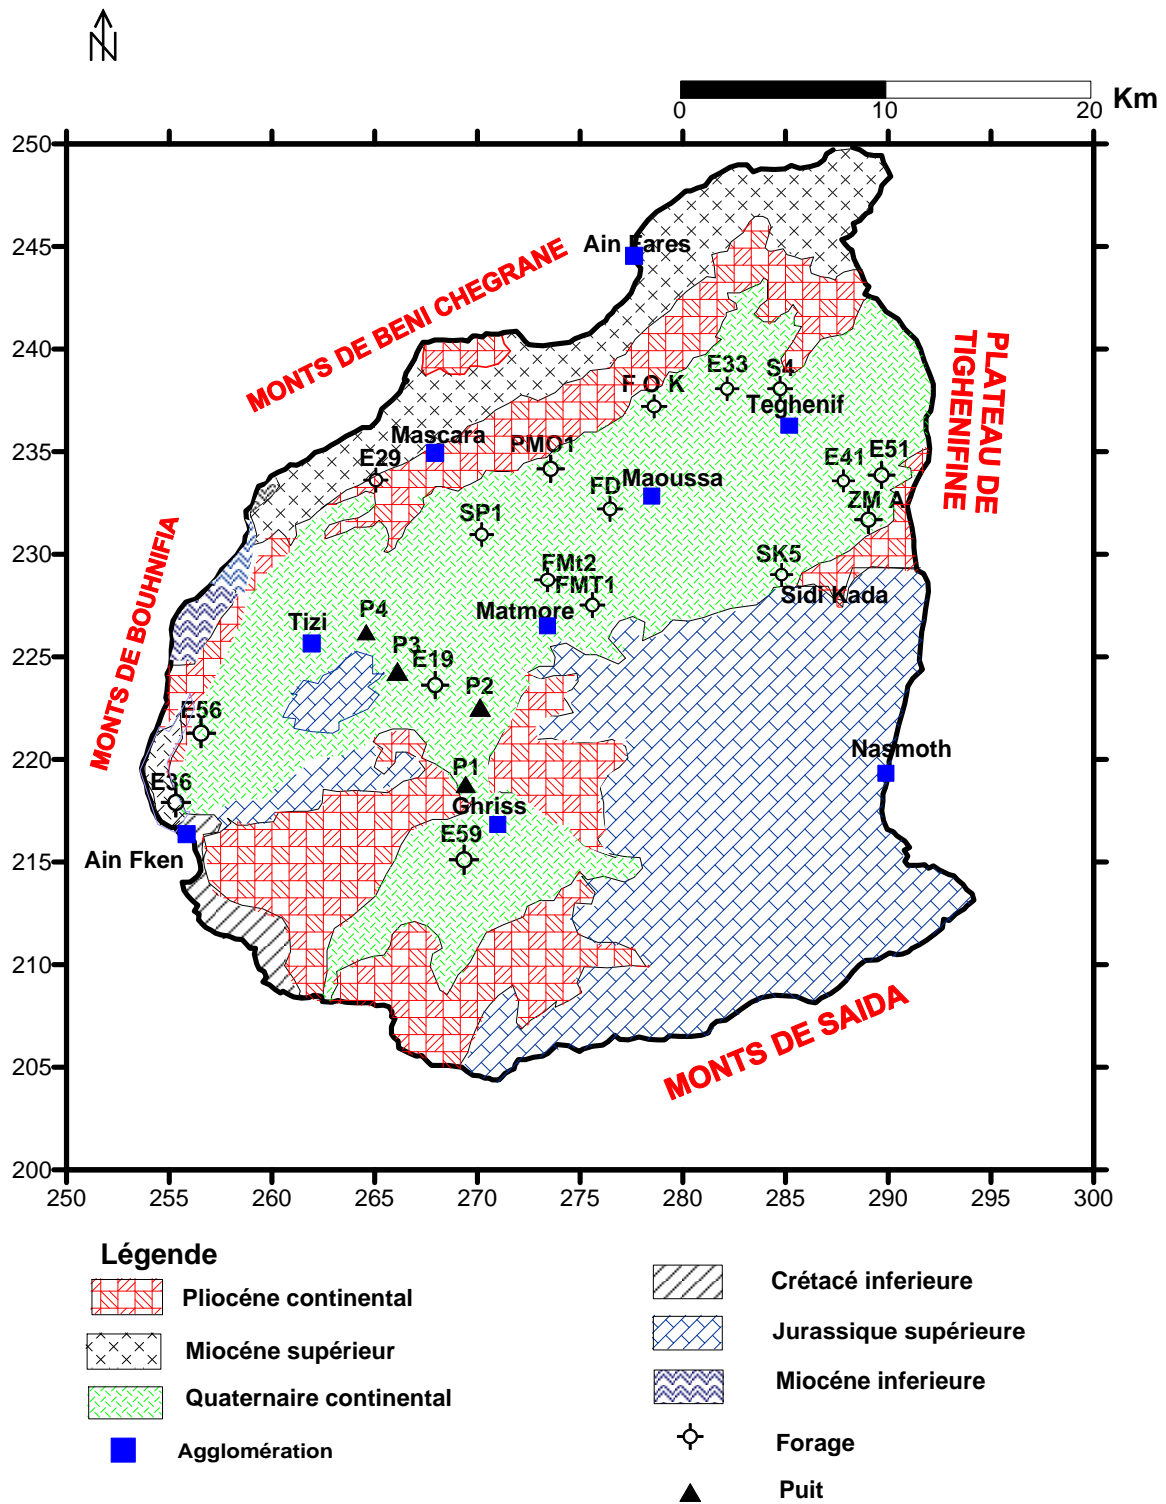 N
0 10 20 Km
250
245
240
235
230
225
220
215
210
205
200
250 255 260 265 270 275 280 285 290 295 300
MONTS DE BENI CHEGRANE
MONTS DE BOUHNIFIA
PLATEAU DE
TIGHENIFINE
MONTS DE SAIDA
Ain Fares
E33
S4
F O K
Teghenif
Mascara
E29
PMO1
E41
E51
FD
Maoussa
ZM A
SP1
FMt2
FMT1
SK5
Sidi Kada
Matmore
Tizi
P4
P3
E19
P2
E56
Nasmoth
P1
E36
Ghriss
E59
Ain Fken
Légende
Pliocéne continental
Miocéne supérieur
Quaternaire continental
Agglomération
Crétacé inferieure
Jurassique supérieure
Miocéne inferieure
Forage
Puit